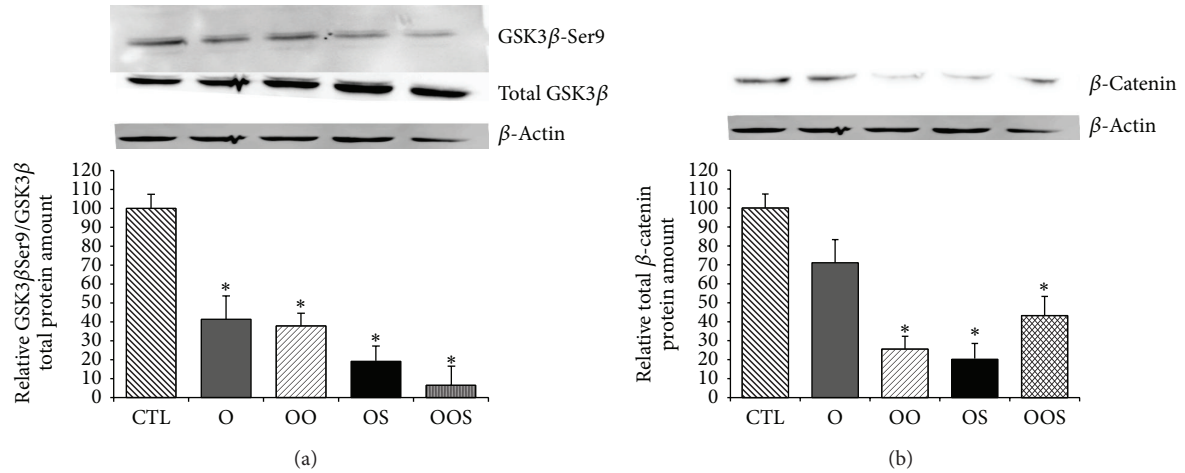 GSK3β-Ser9
Total GSK3β
β-Actin
Relative GSK3βSer9/GSK3β
total protein amount
120
110
100
90
80
70
60
50
40
30
20
10
0
*
*
*
*
CTL
O
OO
OS
OOS
(a)
β-Catenin
β-Actin
Relative total β-catenin
protein amount
120
110
100
90
80
70
60
50
40
30
20
10
0
*
*
*
CTL
O
OO
OS
OOS
(b)